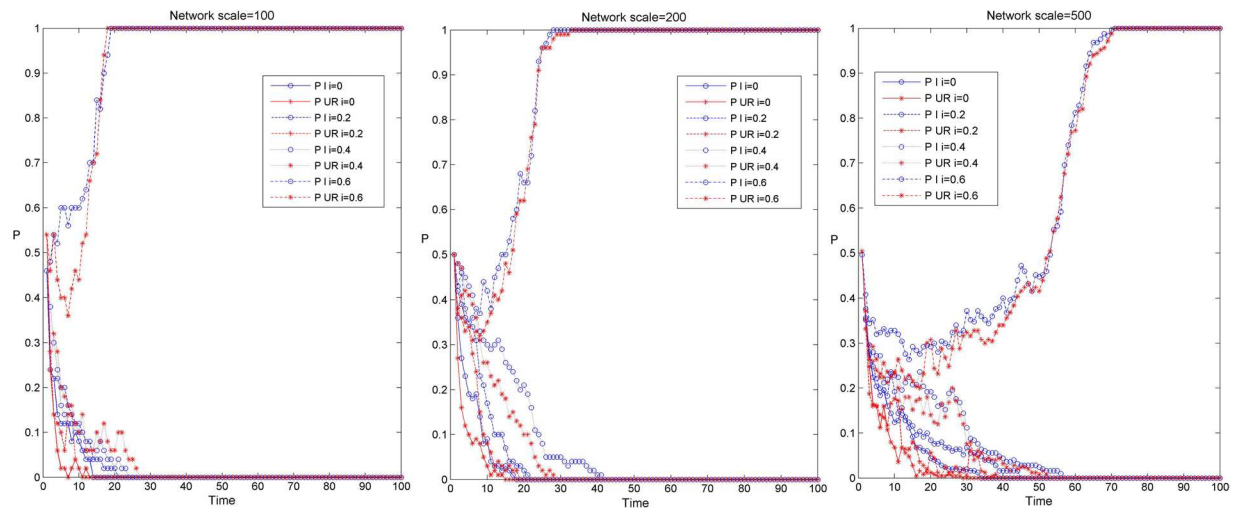 Network scale=100
1
0.9
0.8
0.7
0.6
0.5
0.4
0.3
0.2
0.1
0
P
P I i=0
P UR i=0
P I i=0.2
P UR i=0.2
P I i=0.4
P UR i=0.4
P I i=0.6
P UR i=0.6
0 10 20 30 40 50 60 70 80 90 100
Time
Network scale=200
1
0.9
0.8
0.7
0.6
0.5
0.4
0.3
0.2
0.1
0
P
P I i=0
P UR i=0
P I i=0.2
P UR i=0.2
P I i=0.4
P UR i=0.4
P I i=0.6
P UR i=0.6
0 10 20 30 40 50 60 70 80 90 100
Time
Network scale=500
1
0.9
0.8
0.7
0.6
0.5
0.4
0.3
0.2
0.1
0
P
P I i=0
P UR i=0
P I i=0.2
P UR i=0.2
P I i=0.4
P UR i=0.4
P I i=0.6
P UR i=0.6
0 10 20 30 40 50 60 70 80 90 100
Time